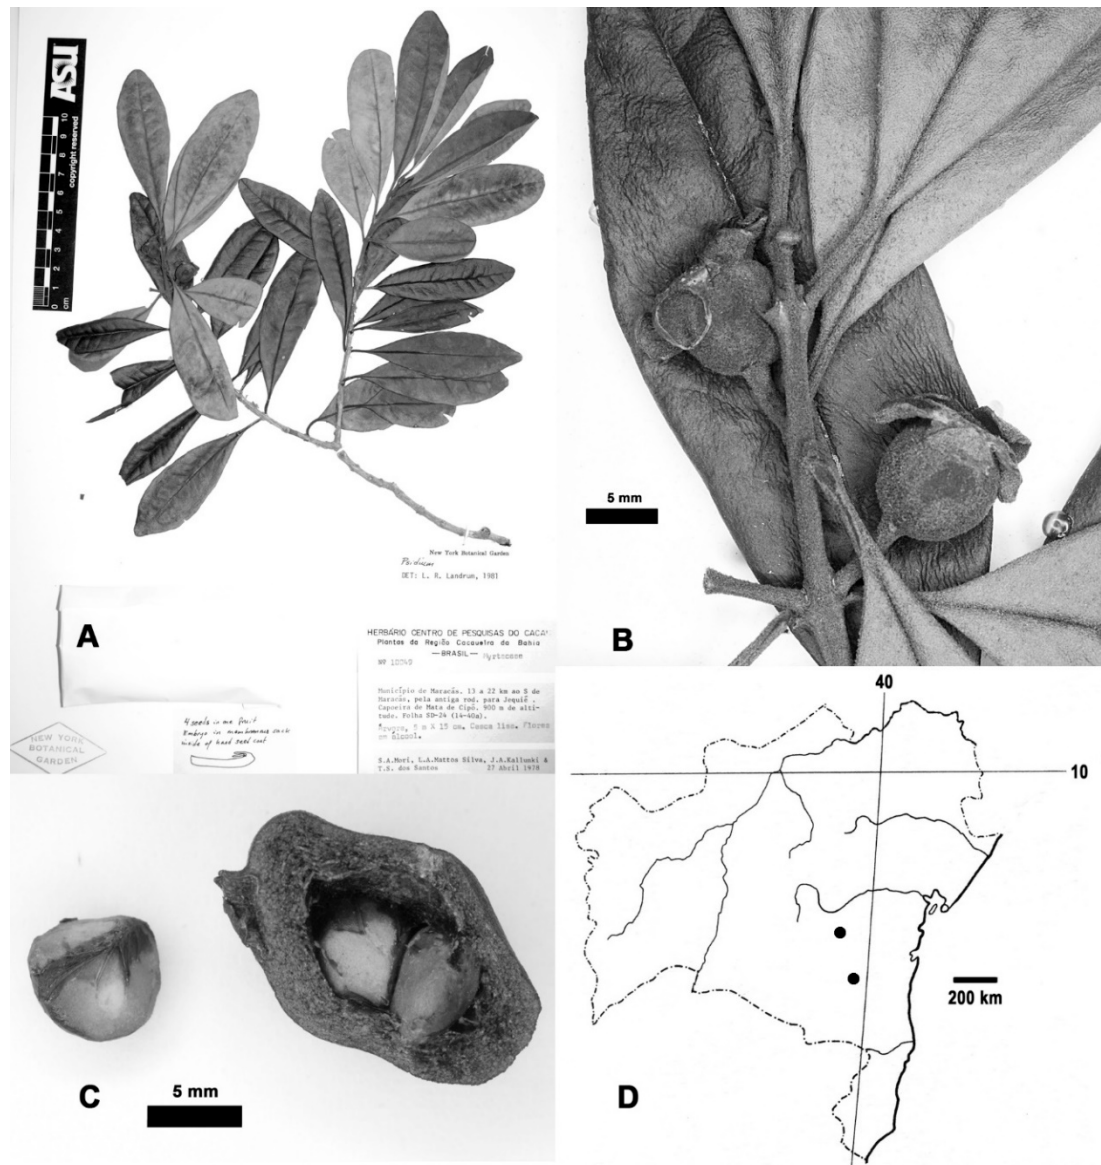 ASU
copyright reserved
0 1 2 3 4 5 6 7 8 9 10
cm
New York Botanical Garden
Psidium
DET: L. R. Landrum, 1981
A
HERBÁRIO CENTRO DE PESQUISAS DO CACA
Plantas da Região Cacaueira da Bahia
— BRASIL — Myrtaceae
Nº
Município de Maracás. 13 a 22 km ao S de
Maracás, pela antiga rod. para Jequié.
Capoeira de Mata de Cipó. 900 m de alti-
tude. Folha SD-24 (14-40a).
Árvore, 5 m X 15 cm. Casca lisa. Flores
em álcool.
S.A.Mori, L.A.Mattos Silva, J.A.Kallunki &
T.S. dos Santos 27 Abril 1978
NEW YORK
BOTANICAL
GARDEN
4 seeds in one fruit
Embryo in membranous sack
inside of hard seed coat
5 mm
B
5 mm
C
40
10
200 km
D